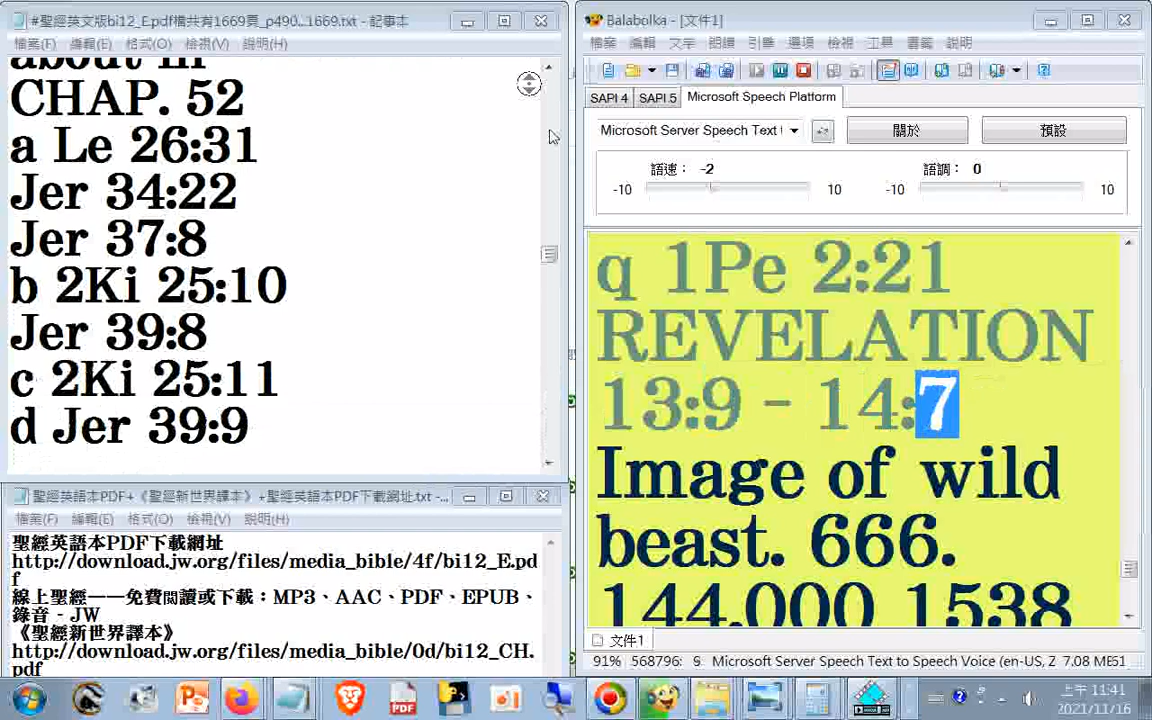 #聖經英文版bi12_E.pdf橫共有1669頁_p490...1669.txt - 記事本
檔案(F) 編輯(E) 格式(O) 檢視(V) 說明(H)
about in
CHAP. 52
a Le 26:31
Jer 34:22
Jer 37:8
b 2Ki 25:10
Jer 39:8
c 2Ki 25:11
d Jer 39:9
聖經英語本PDF+《聖經新世界譯本》+聖經英語本PDF下載網址.txt - ...
檔案(F) 編輯(E) 格式(O) 檢視(V) 說明(H)
聖經英語本PDF下載網址
http://download.jw.org/files/media_bible/4f/bi12_E.pd
f
線上聖經——免費閱讀或下載：MP3、AAC、PDF、EPUB、
錄音 - JW
《聖經新世界譯本》
http://download.jw.org/files/media_bible/0d/bi12_CH.
pdf
Balabolka - [文件1]
檔案 編輯 文字 朗讀 引擎 選項 檢視 工具 書籤 說明
SAPI 4 SAPI 5 Microsoft Speech Platform
Microsoft Server Speech Text 關於 預設
語速： -2 語調： 0
-10 10 -10 10
q 1Pe 2:21
REVELATION
13:9 - 14:7
Image of wild
beast. 666.
144,000 1538
文件1
91% 568796: Microsoft Server Speech Text to Speech Voice (en-US, Z 7.08 ME51
上午 11:41
2021/11/16